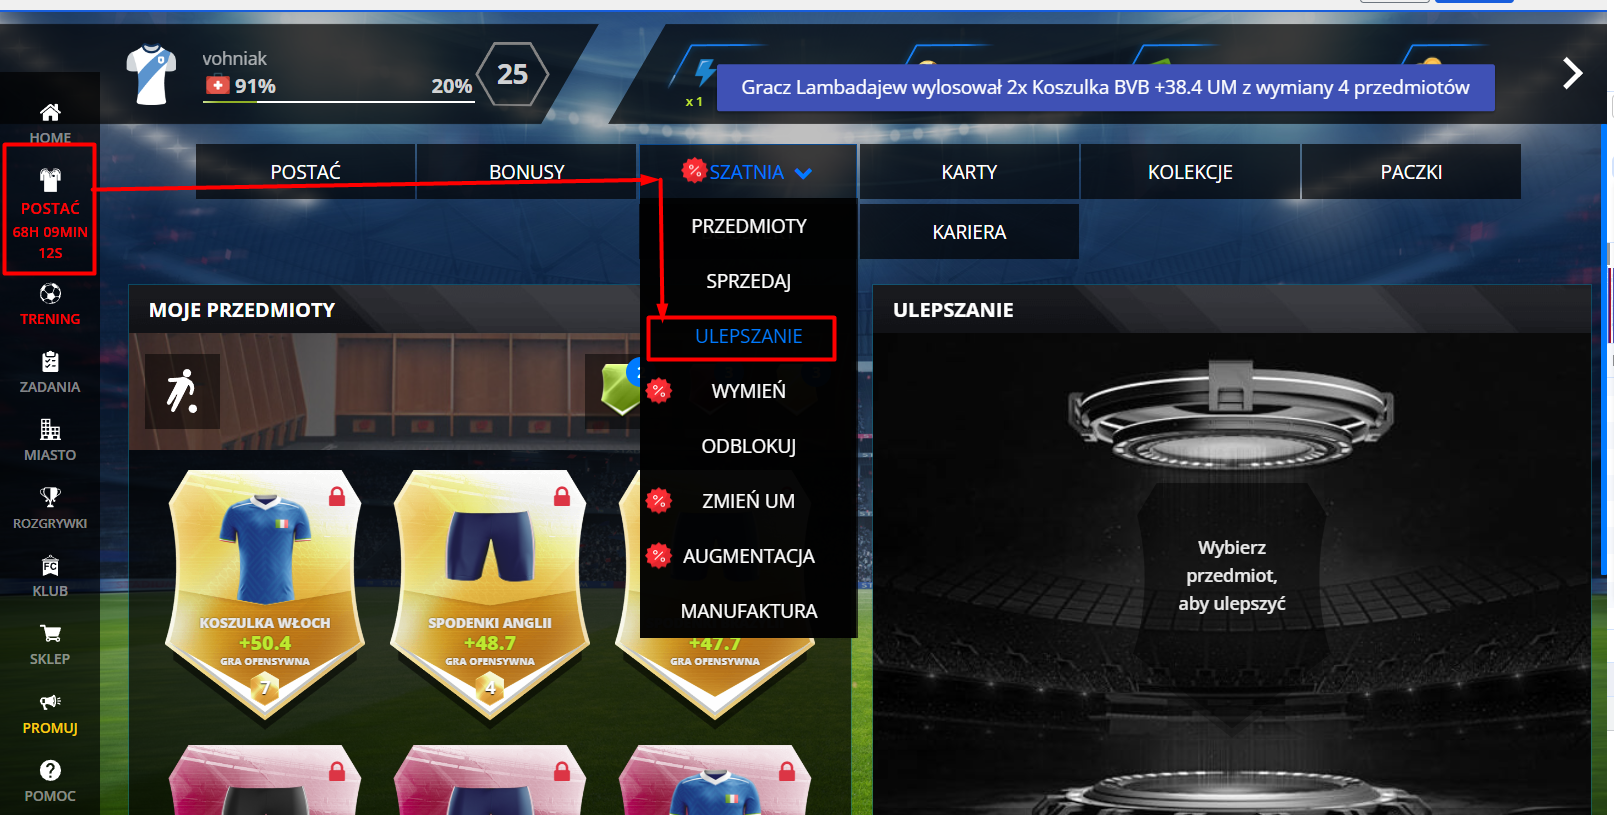 vohniak
91%
20%
25
x 1
Gracz Lambadajew wylosował 2x Koszulka BVB +38.4 UM z wymiany 4 przedmiotów
HOME
POSTAĆ
68H 09MIN
12S
TRENING
ZADANIA
MIASTO
ROZGRYWKI
FC
KLUB
SKLEP
PROMUJ
?
POMOC
POSTAĆ
BONUSY
% SZATNIA
KARTY
KOLEKCJE
PACZKI
KARIERA
PRZEDMIOTY
SPRZEDAJ
ULEPSZANIE
% WYMIEŃ
ODBLOKUJ
% ZMIEŃ UM
% AUGMENTACJA
MANUFAKTURA
MOJE PRZEDMIOTY
KOSZULKA WŁOCH
+50.4
GRA OFENSYWNA
7
SPODENKI ANGLII
+48.7
GRA OFENSYWNA
4
+47.7
GRA OFENSYWNA
ULEPSZANIE
Wybierz
przedmiot,
aby ulepszyć